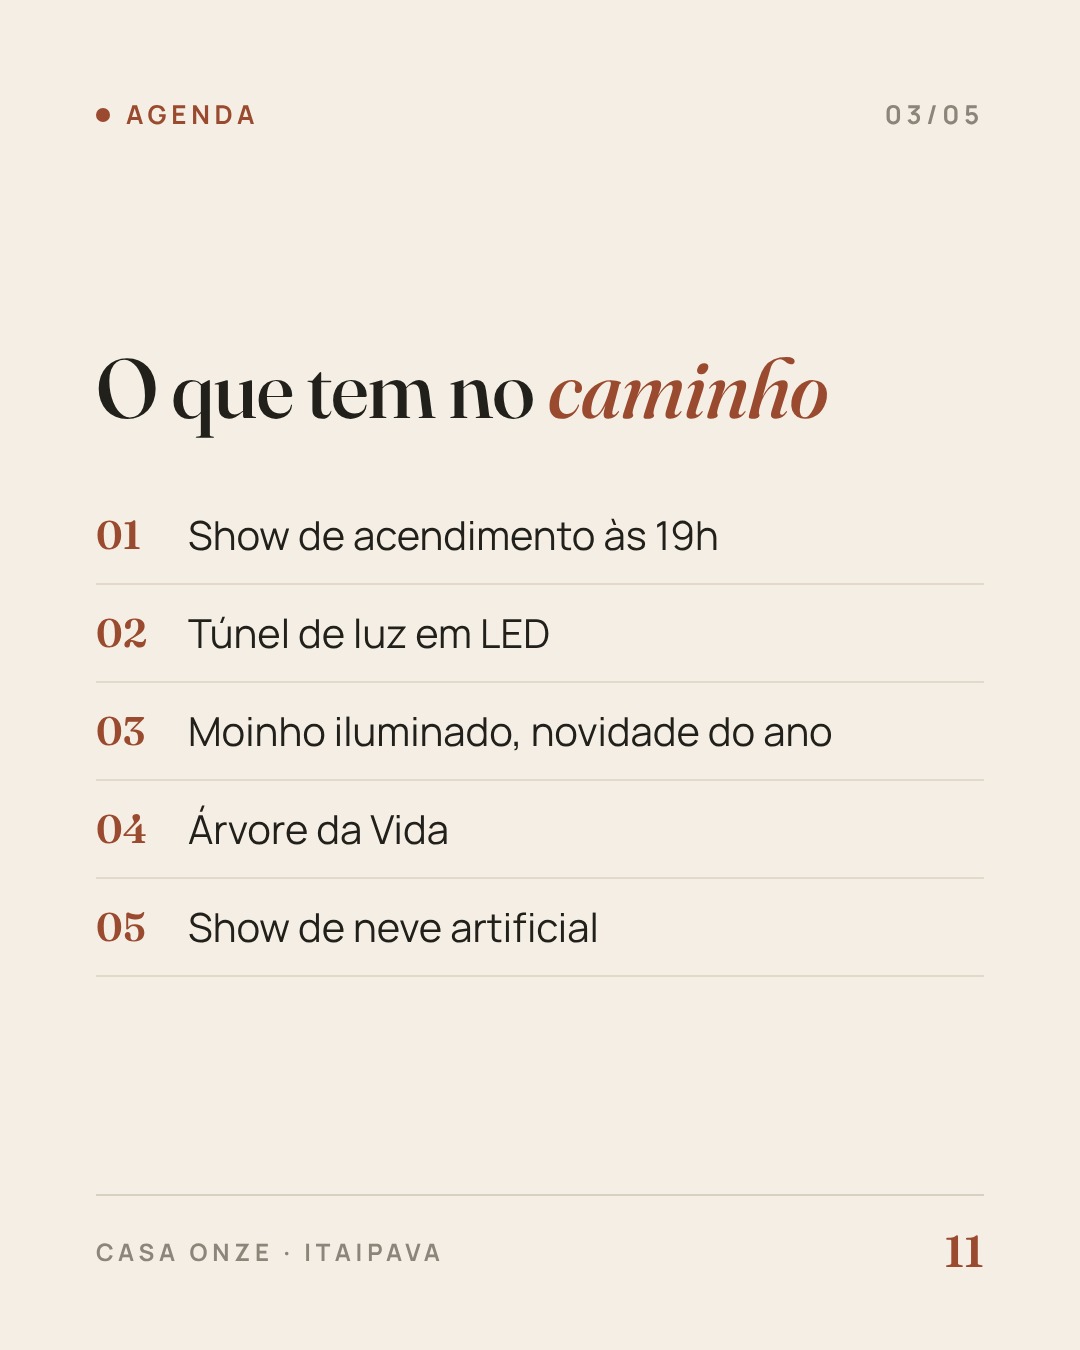 AGENDA
03/05
O que tem no caminho
01 Show de acendimento às 19h
02 Túnel de luz em LED
03 Moinho iluminado, novidade do ano
04 Árvore da Vida
05 Show de neve artificial
CASA ONZE · ITAIPAVA
11